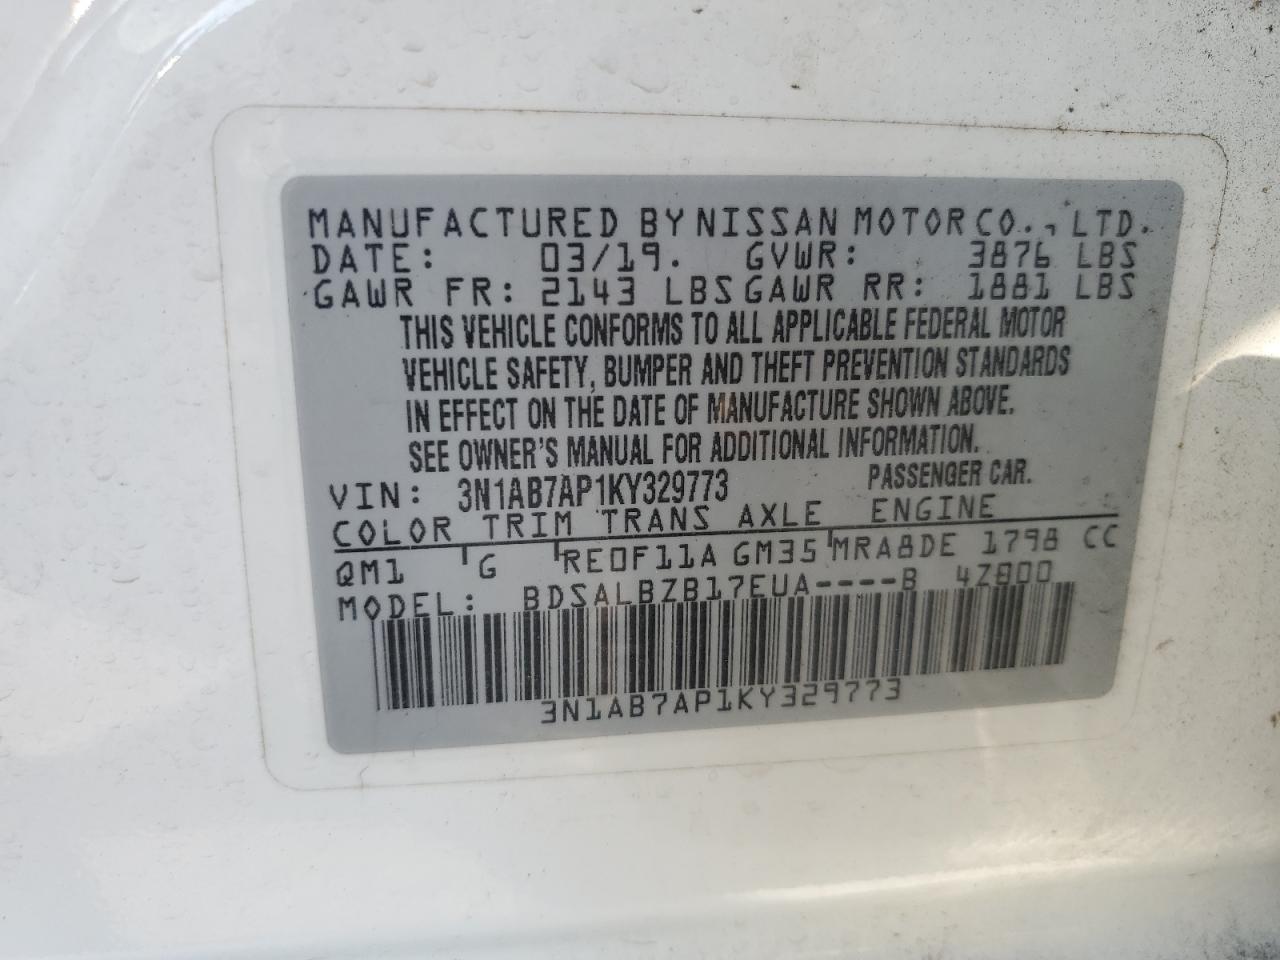 MANUFACTURED BY NISSAN MOTOR CO., LTD.
DATE: 03/19. GVWR: 3876 LBS
GAWR FR: 2143 LBS GAWR RR: 1881 LBS
THIS VEHICLE CONFORMS TO ALL APPLICABLE FEDERAL MOTOR
VEHICLE SAFETY, BUMPER AND THEFT PREVENTION STANDARDS
IN EFFECT ON THE DATE OF MANUFACTURE SHOWN ABOVE.
SEE OWNER'S MANUAL FOR ADDITIONAL INFORMATION.
VIN: 3N1AB7AP1KY329773 PASSENGER CAR.
COLOR TRIM TRANS AXLE ENGINE
QM1 G RE0F11A GM35 MRA8DE 1798 CC
MODEL: BDSALBZB17EUA----B 4Z800
3N1AB7AP1KY329773